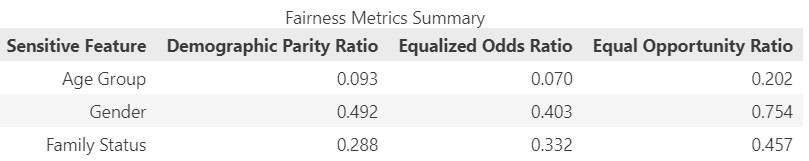 Fairness Metrics Summary
Sensitive Feature Demographic Parity Ratio Equalized Odds Ratio Equal Opportunity Ratio
Age Group 0.093 0.070 0.202
Gender 0.492 0.403 0.754
Family Status 0.288 0.332 0.457